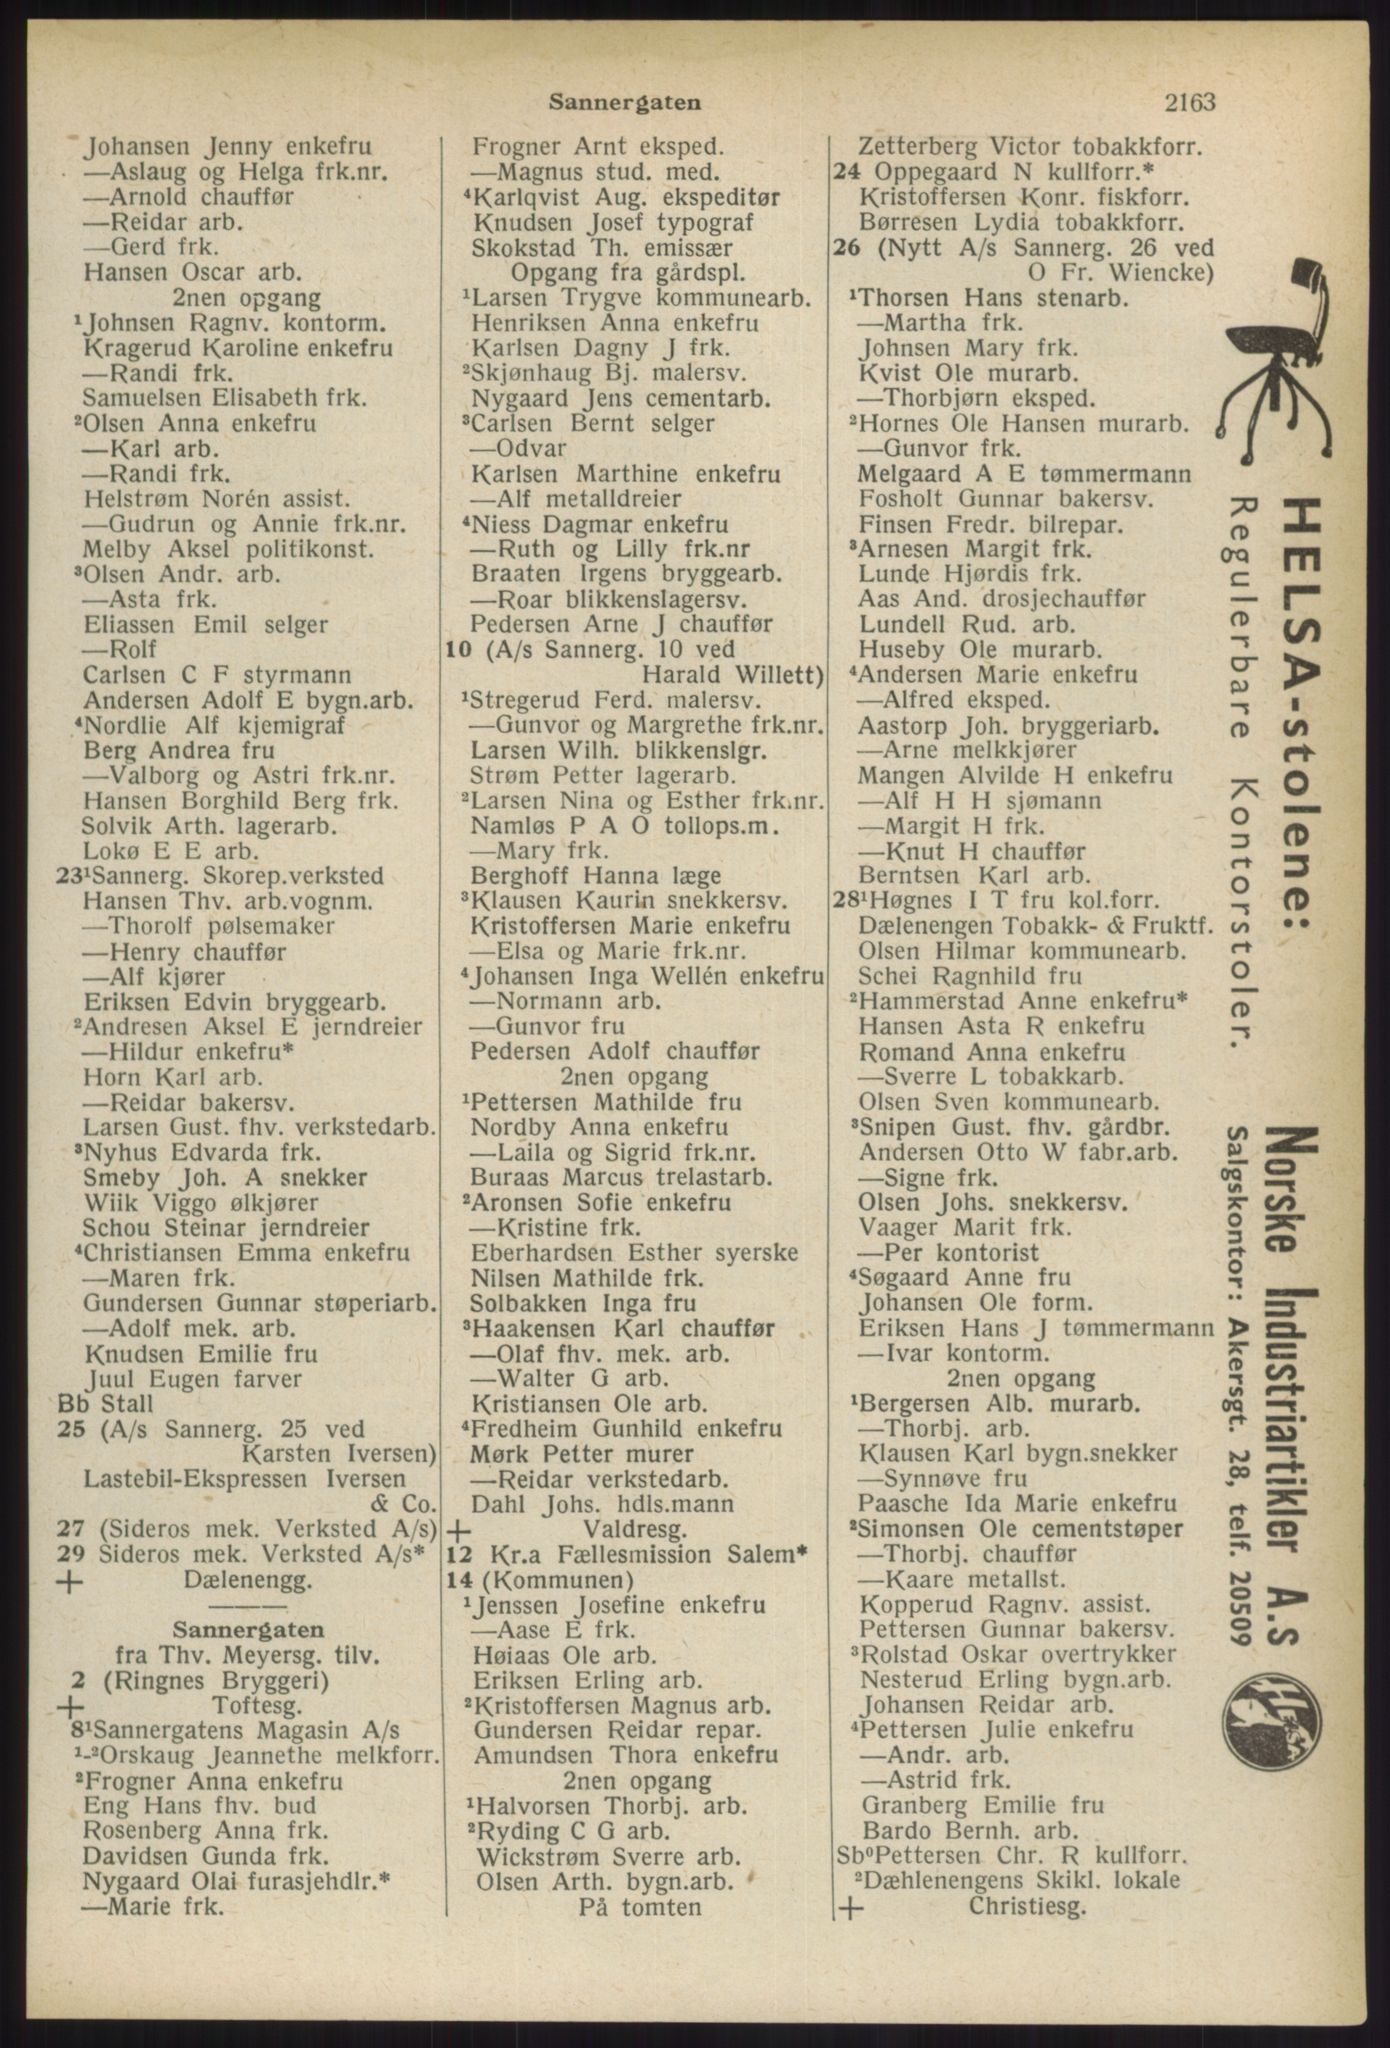 Sannergaten
2163
Johansen Jenny enkefru
—Aslaug og Helga frk.nr.
—Arnold chauffør
—Reidar arb.
—Gerd frk.
Hansen Oscar arb.
2nen opgang
¹Johnsen Ragnv. kontorm.
Kragerud Karoline enkefru
—Randi frk.
Samuelsen Elisabeth frk.
²Olsen Anna enkefru
—Karl arb.
—Randi frk.
Helstrøm Norén assist.
—Gudrun og Annie frk.nr.
Melby Aksel politikonst.
³Olsen Andr. arb.
—Asta frk.
Eliassen Emil selger
—Rolf
Carlsen C F styrmann
Andersen Adolf E bygn.arb.
⁴Nordlie Alf kjemigraf
Berg Andrea fru
—Valborg og Astri frk.nr.
Hansen Borghild Berg frk.
Solvik Arth. lagerarb.
Lokø E E arb.
23¹Sannerg. Skorep.verksted
Hansen Thv. arb.vognm.
—Thorolf pølsemaker
—Henry chauffør
—Alf kjører
Eriksen Edvin bryggearb.
²Andresen Aksel E jerndreier
—Hildur enkefru*
Horn Karl arb.
—Reidar bakersv.
Larsen Gust. fhv. verkstedarb.
³Nyhus Edvarda frk.
Smeby Joh. A snekker
Wiik Viggo ølkjører
Schou Steinar jerndreier
⁴Christiansen Emma enkefru
—Maren frk.
Gundersen Gunnar støperiarb.
—Adolf mek. arb.
Knudsen Emilie fru
Juul Eugen farver
Bb Stall
25 (A/s Sannerg. 25 ved
Karsten Iversen)
Lastebil-Ekspressen Iversen
& Co.
27 (Sideros mek. Verksted A/s)
29 Sideros mek. Verksted A/s*
+ Dælenengg.
Sannergaten
fra Thv. Meyersg. tilv.
2 (Ringnes Bryggeri)
+ Toftesg.
8¹Sannergatens Magasin A/s
¹-²Orskaug Jeannethe melkforr.
²Frogner Anna enkefru
Eng Hans fhv. bud
Rosenberg Anna frk.
Davidsen Gunda frk.
Nygaard Olai furasjehdlr.*
—Marie frk.
Frogner Arnt eksped.
—Magnus stud. med.
⁴Karlqvist Aug. ekspeditør
Knudsen Josef typograf
Skokstad Th. emissær
Opgang fra gårdspl.
¹Larsen Trygve kommunearb.
Henriksen Anna enkefru
Karlsen Dagny J frk.
²Skjønhaug Bj. malersv.
Nygaard Jens cementarb.
³Carlsen Bernt selger
—Odvar
Karlsen Marthine enkefru
—Alf metalldreier
⁴Niess Dagmar enkefru
—Ruth og Lilly frk.nr
Braaten Irgens bryggearb.
—Roar blikkenslagersv.
Pedersen Arne J chauffør
10 (A/s Sannerg. 10 ved
Harald Willett)
¹Stregerud Ferd. malersv.
—Gunvor og Margrethe frk.nr.
Larsen Wilh. blikkenslgr.
Strøm Petter lagerarb.
²Larsen Nina og Esther frk.nr.
Namløs P A O tollops.m.
—Mary frk.
Berghoff Hanna læge
³Klausen Kaurin snekkersv.
Kristoffersen Marie enkefru
—Elsa og Marie frk.nr.
⁴Johansen Inga Wellén enkefru
—Normann arb.
—Gunvor fru
Pedersen Adolf chauffør
2nen opgang
¹Pettersen Mathilde fru
Nordby Anna enkefru
—Laila og Sigrid frk.nr.
Buraas Marcus trelastarb.
²Aronsen Sofie enkefru
—Kristine frk.
Eberhardsen Esther syerske
Nilsen Mathilde frk.
Solbakken Inga fru
³Haakensen Karl chauffør
—Olaf fhv. mek. arb.
—Walter G arb.
Kristiansen Ole arb.
⁴Fredheim Gunhild enkefru
Mørk Petter murer
—Reidar verkstedarb.
Dahl Johs. hdls.mann
+ Valdresg.
12 Kr.a Fællesmission Salem*
14 (Kommunen)
¹Jenssen Josefine enkefru
—Aase E frk.
Høiaas Ole arb.
Eriksen Erling arb.
²Kristoffersen Magnus arb.
Gundersen Reidar repar.
Amundsen Thora enkefru
2nen opgang
¹Halvorsen Thorbj. arb.
²Ryding C G arb.
Wickstrøm Sverre arb.
Olsen Arth. bygn.arb.
På tomten
Zetterberg Victor tobakkforr.
24 Oppegaard N kullforr.*
Kristoffersen Konr. fiskforr.
Børresen Lydia tobakkforr.
26 (Nytt A/s Sannerg. 26 ved
O Fr. Wiencke)
¹Thorsen Hans stenarb.
—Martha frk.
Johnsen Mary frk.
Kvist Ole murarb.
—Thorbjørn eksped.
²Hornes Ole Hansen murarb.
—Gunvor frk.
Melgaard A E tømmermann
Fosholt Gunnar bakersv.
Finsen Fredr. bilrepar.
³Arnesen Margit frk.
Lunde Hjørdis frk.
Aas And. drosjechauffør
Lundell Rud. arb.
Huseby Ole murarb.
⁴Andersen Marie enkefru
—Alfred eksped.
Aastorp Joh. bryggeriarb.
—Arne melkkjører
Mangen Alvilde H enkefru
—Alf H H sjømann
—Margit H frk.
—Knut H chauffør
Berntsen Karl arb.
28¹Høgnes I T fru kol.forr.
Dælenengen Tobakk- & Fruktf.
Olsen Hilmar kommunearb.
Schei Ragnhild fru
²Hammerstad Anne enkefru*
Hansen Asta R enkefru
Romand Anna enkefru
—Sverre L tobakkarb.
Olsen Sven kommunearb.
³Snipen Gust. fhv. gårdbr.
Andersen Otto W fabr.arb.
—Signe frk.
Olsen Johs. snekkersv.
Vaager Marit frk.
—Per kontorist
⁴Søgaard Anne fru
Johansen Ole form.
Eriksen Hans J tømmermann
—Ivar kontorm.
2nen opgang
¹Bergersen Alb. murarb.
—Thorbj. arb.
Klausen Karl bygn.snekker
—Synnøve fru
Paasche Ida Marie enkefru
²Simonsen Ole cementstøper
—Thorbj. chauffør
—Kaare metallst.
Kopperud Ragnv. assist.
Pettersen Gunnar bakersv.
³Rolstad Oskar overtrykker
Nesterud Erling bygn.arb.
Johansen Reidar arb.
⁴Pettersen Julie enkefru
—Andr. arb.
—Astrid frk.
Granberg Emilie fru
Bardo Bernh. arb.
Sb⁰Pettersen Chr. R kullforr.
²Dæhlenengens Skikl. lokale
+ Christiesg.
HELSA-stolene:
Regulerbare Kontorstoler.
Norske Industriartikler A.s
Salgskontor: Akersgt. 28, telf. 20509
HELSA